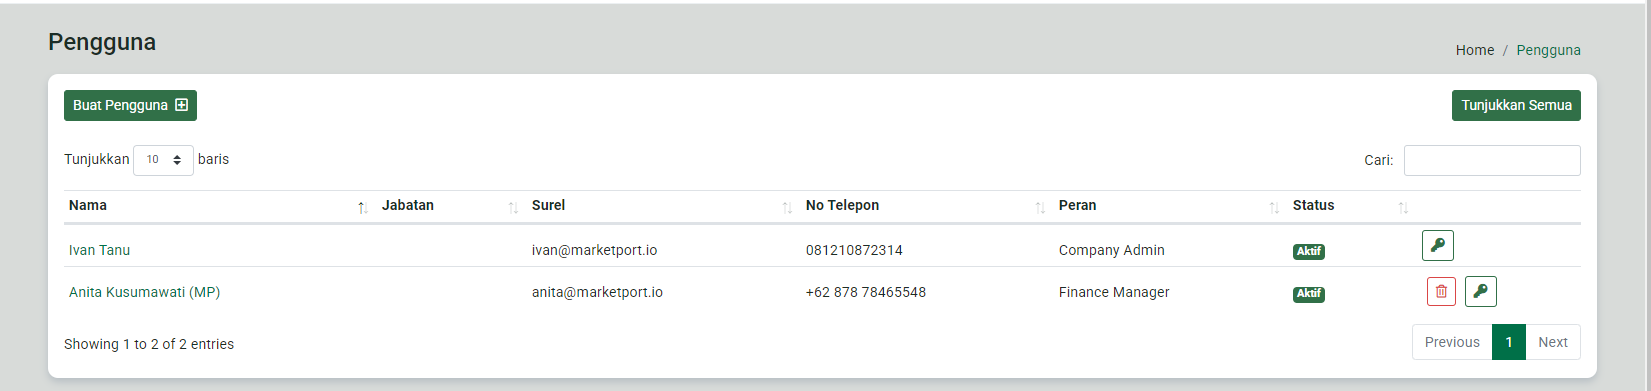 Pengguna
Home / Pengguna
Buat Pengguna
Tunjukkan Semua
Tunjukkan 10 baris
Cari:
Nama Jabatan Surel No Telepon Peran Status
Ivan Tanu ivan@marketport.io 081210872314 Company Admin Aktif
Anita Kusumawati (MP) anita@marketport.io +62 878 78465548 Finance Manager Aktif
Showing 1 to 2 of 2 entries
Previous 1 Next